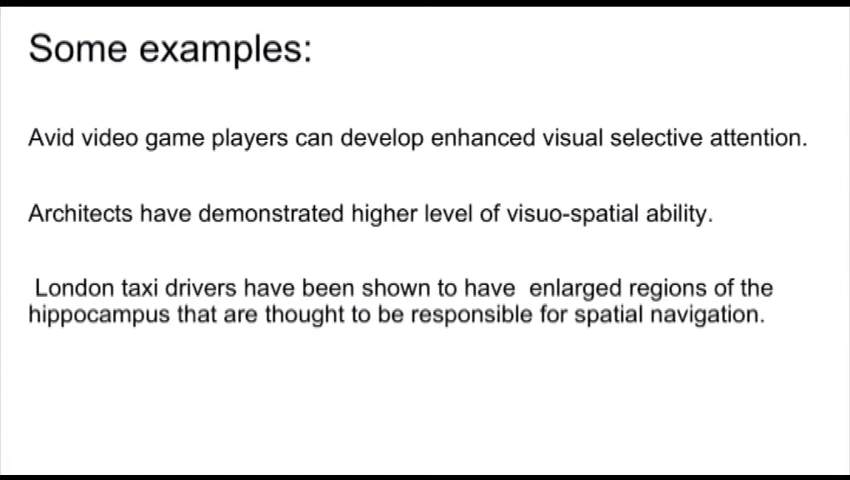 Some examples:
Avid video game players can develop enhanced visual selective attention.
Architects have demonstrated higher level of visuo-spatial ability.
London taxi drivers have been shown to have  enlarged regions of the
hippocampus that are thought to be responsible for spatial navigation.